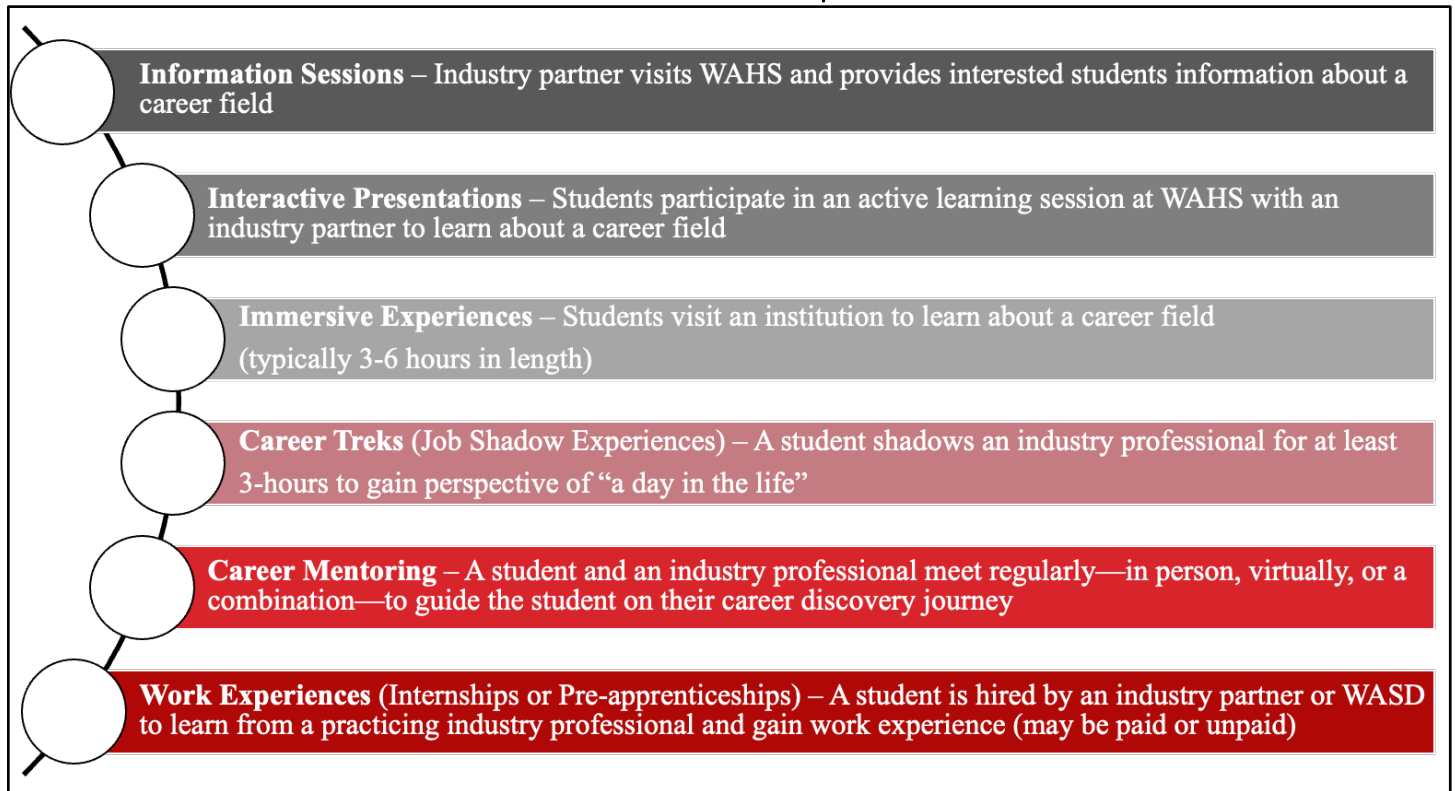 Information Sessions – Industry partner visits WAHS and provides interested students information about a
career field
Interactive Presentations – Students participate in an active learning session at WAHS with an
industry partner to learn about a career field
Immersive Experiences – Students visit an institution to learn about a career field
(typically 3-6 hours in length)
Career Treks (Job Shadow Experiences) – A student shadows an industry professional for at least
3-hours to gain perspective of “a day in the life”
Career Mentoring – A student and an industry professional meet regularly—in person, virtually, or a
combination—to guide the student on their career discovery journey
Work Experiences (Internships or Pre-apprenticeships) – A student is hired by an industry partner or WASD
to learn from a practicing industry professional and gain work experience (may be paid or unpaid)